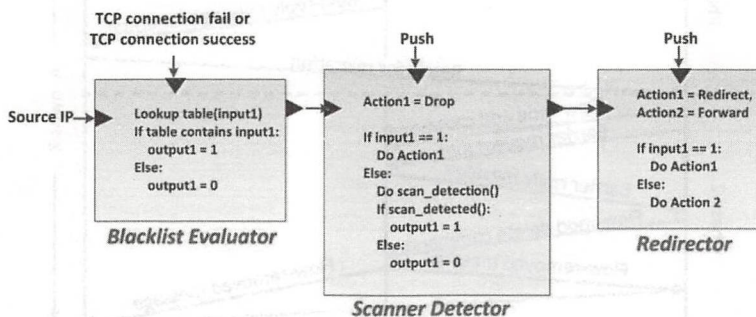 TCP connection fail or
TCP connection success
Source IP
Lookup table(input1)
If table contains input1:
output1 = 1
Else:
output1 = 0
Blacklist Evaluator
Push
Action1 = Drop
If input1 == 1:
Do Action1
Else:
Do scan_detection()
If scan_detected():
output1 = 1
Else:
output1 = 0
Scanner Detector
Push
Action1 = Redirect,
Action2 = Forward
If input1 == 1:
Do Action1
Else:
Do Action 2
Redirector